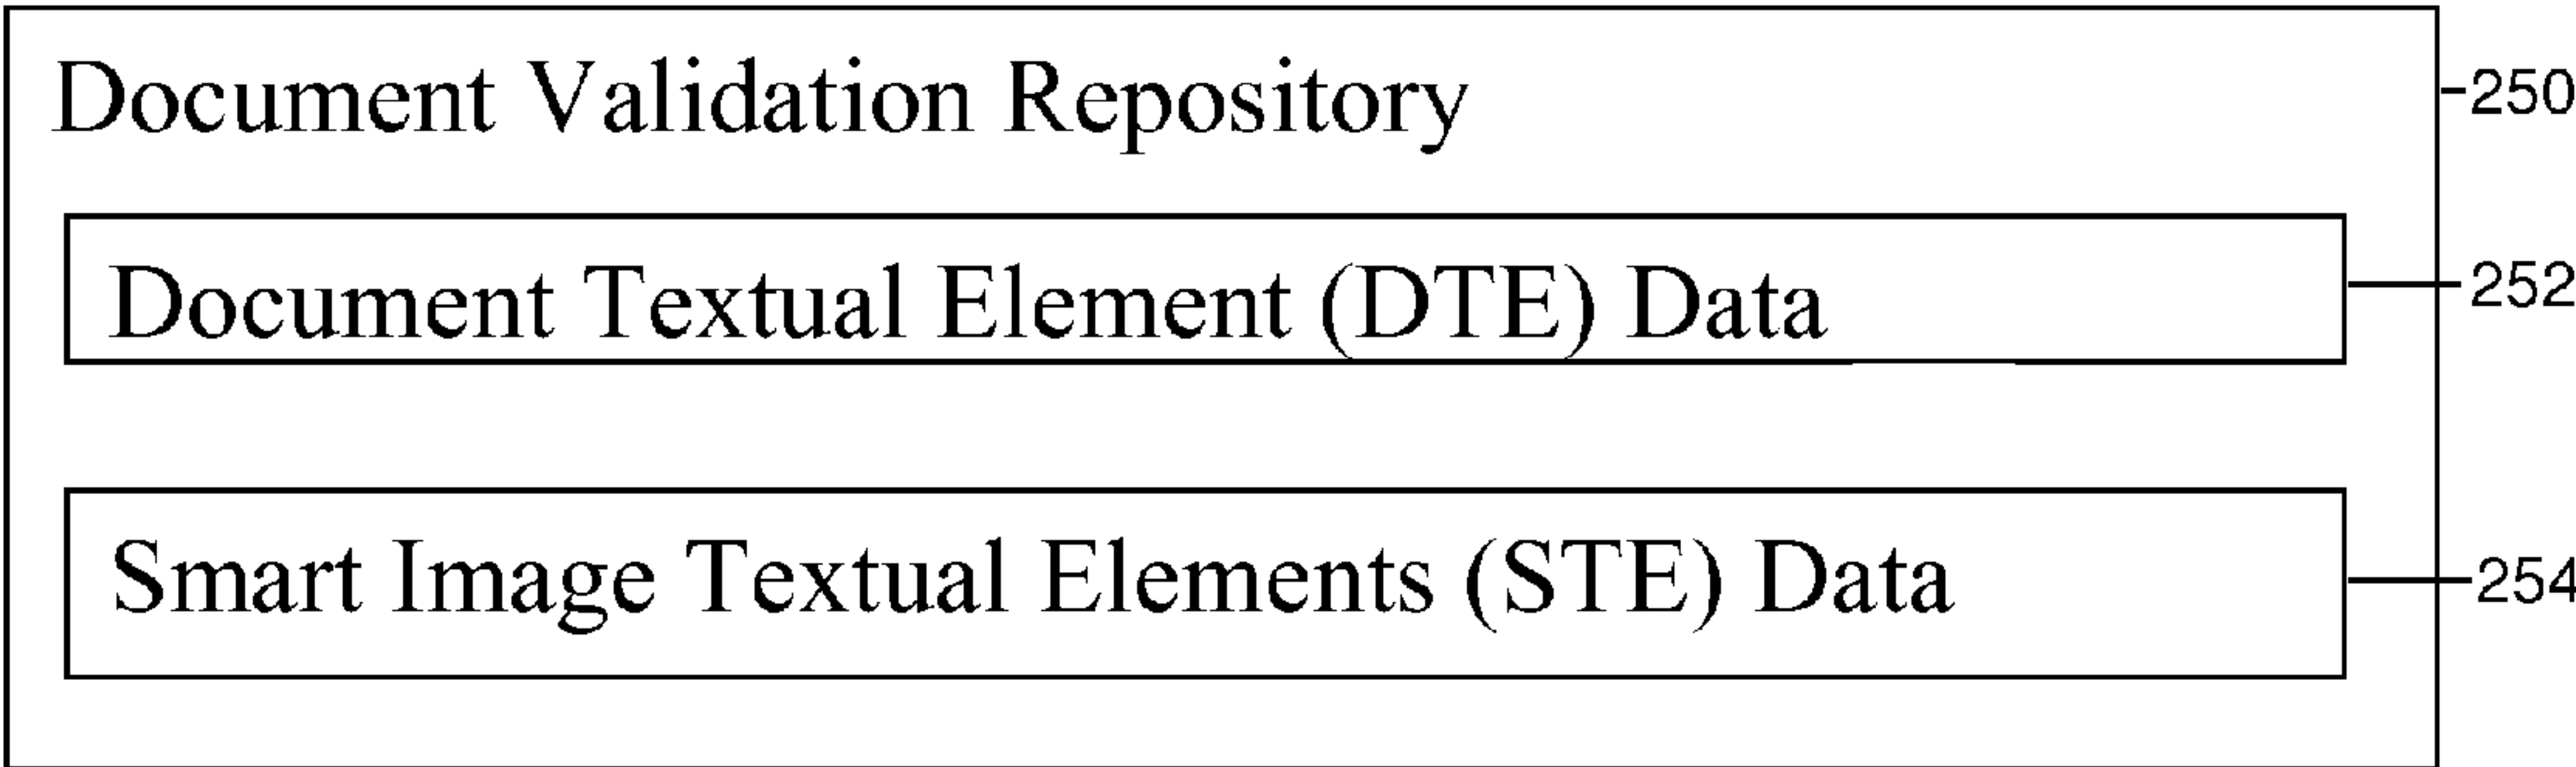 Document Validation Repository 250
Document Textual Element (DTE) Data 252
Smart Image Textual Elements (STE) Data 254